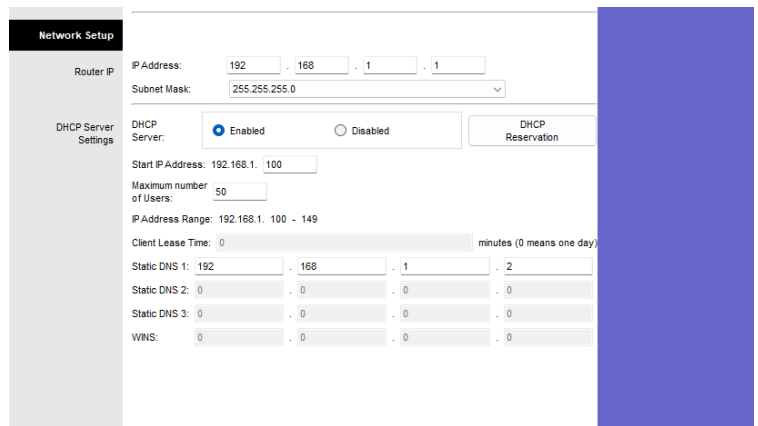 Network Setup
Router IP
IP Address: 192 . 168 . 1 . 1
Subnet Mask: 255.255.255.0
DHCP Server Settings
DHCP Server: Enabled Disabled DHCP Reservation
Start IP Address: 192.168.1. 100
Maximum number of Users: 50
IP Address Range: 192.168.1. 100 - 149
Client Lease Time: 0 minutes (0 means one day)
Static DNS 1: 192 . 168 . 1 . 2
Static DNS 2: 0 . 0 . 0 . 0
Static DNS 3: 0 . 0 . 0 . 0
WINS: 0 . 0 . 0 . 0